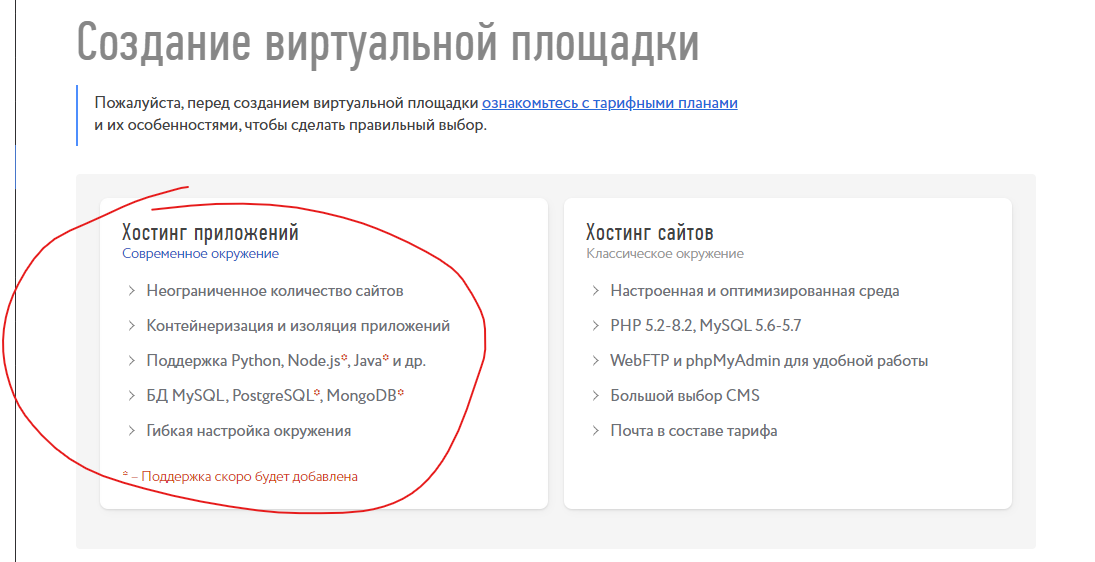 Создание виртуальной площадки
Пожалуйста, перед созданием виртуальной площадки ознакомьтесь с тарифными планами
и их особенностями, чтобы сделать правильный выбор.
Хостинг приложений
Современное окружение
Неограниченное количество сайтов
Контейнеризация и изоляция приложений
Поддержка Python, Node.js*, Java* и др.
БД MySQL, PostgreSQL*, MongoDB*
Гибкая настройка окружения
* – Поддержка скоро будет добавлена
Хостинг сайтов
Классическое окружение
Настроенная и оптимизированная среда
PHP 5.2-8.2, MySQL 5.6-5.7
WebFTP и phpMyAdmin для удобной работы
Большой выбор CMS
Почта в составе тарифа